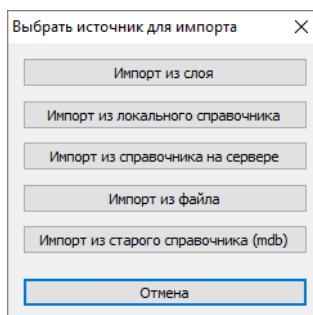 Выбрать источник для импорта
Импорт из слоя
Импорт из локального справочника
Импорт из справочника на сервере
Импорт из файла
Импорт из старого справочника (mdb)
Отмена